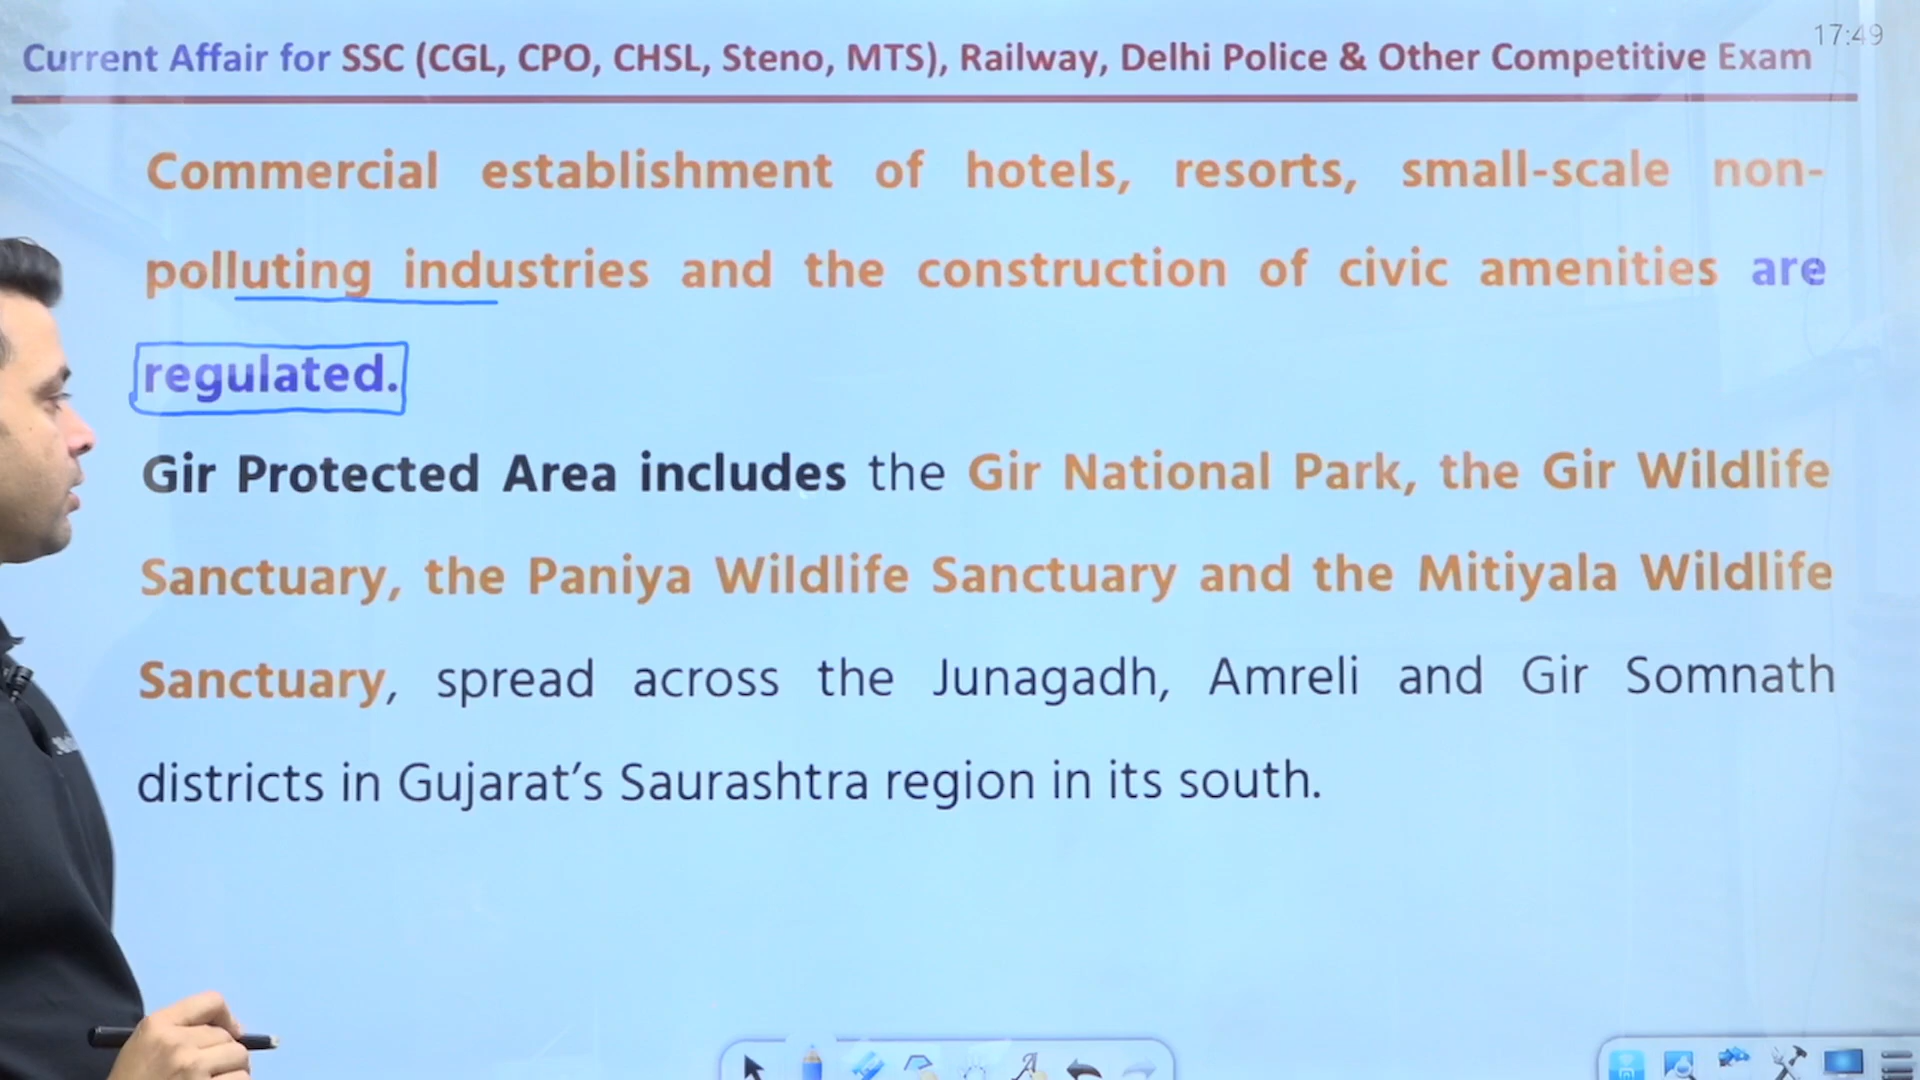 17:49
Current Affair for SSC (CGL, CPO, CHSL, Steno, MTS), Railway, Delhi Police & Other Competitive Exam
Commercial establishment of hotels, resorts, small-scale non-
polluting industries and the construction of civic amenities are
regulated.
Gir Protected Area includes the Gir National Park, the Gir Wildlife
Sanctuary, the Paniya Wildlife Sanctuary and the Mitiyala Wildlife
Sanctuary, spread across the Junagadh, Amreli and Gir Somnath
districts in Gujarat’s Saurashtra region in its south.